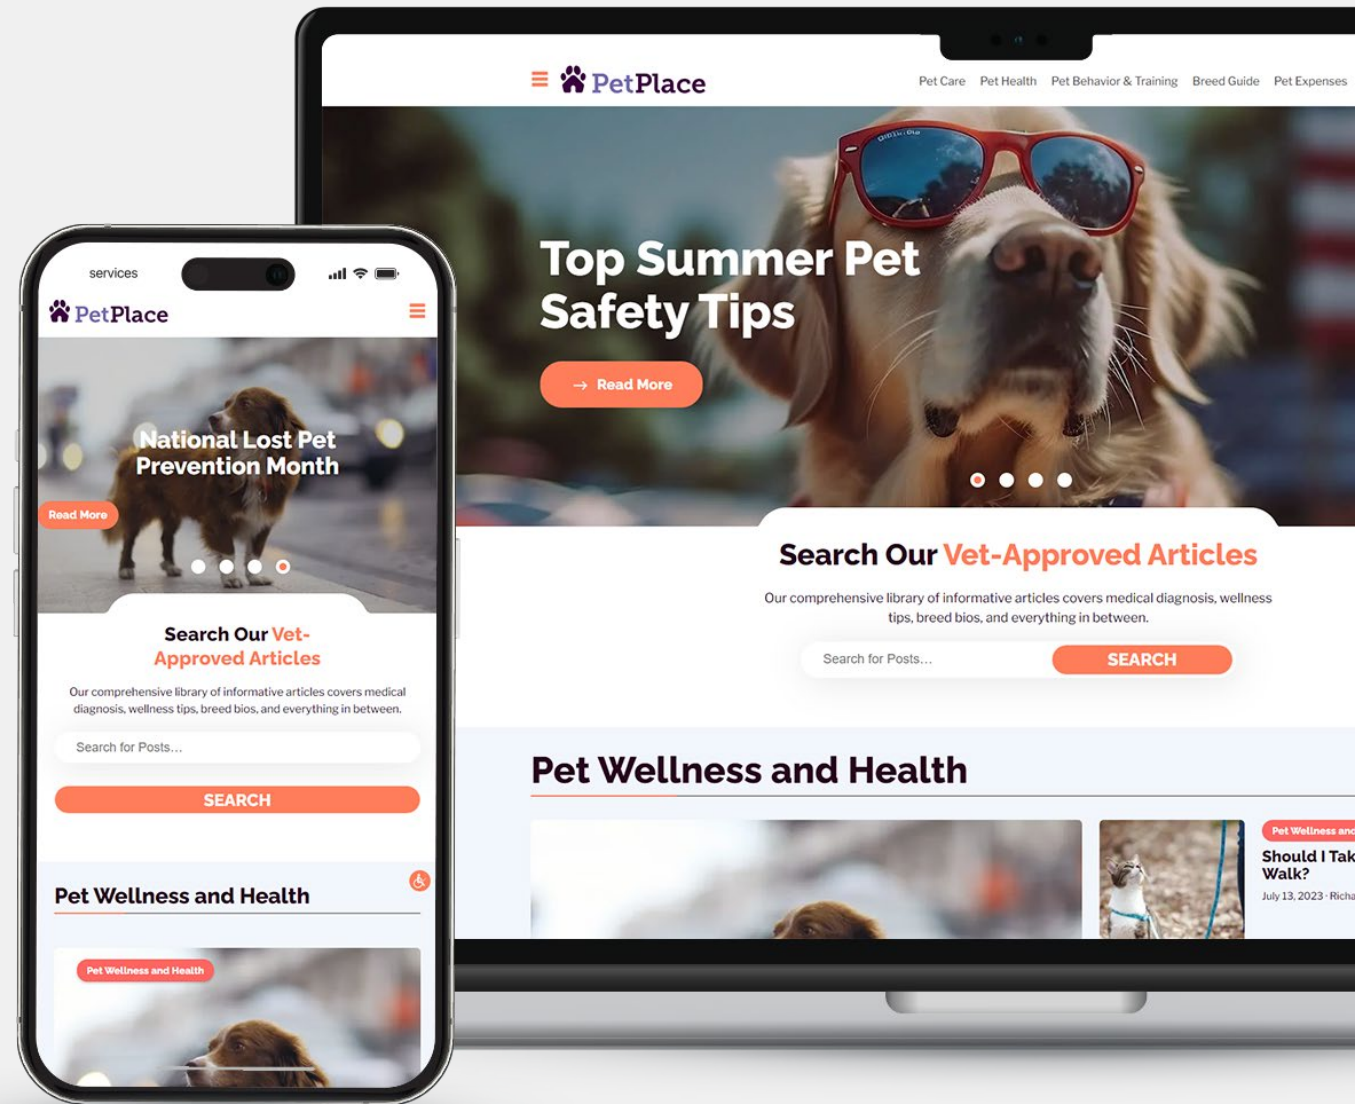 PetPlace
Pet Care Pet Health Pet Behavior & Training Breed Guide Pet Expenses
Top Summer Pet
Safety Tips
→ Read More
Search Our Vet-Approved Articles
Our comprehensive library of informative articles covers medical diagnosis, wellness
tips, breed bios, and everything in between.
Search for Posts...
SEARCH
Pet Wellness and Health
Pet Wellness and
Should I Tak
Walk?
July 13, 2023 · Richa
services
PetPlace
National Lost Pet
Prevention Month
Read More
Search Our Vet-
Approved Articles
Our comprehensive library of informative articles covers medical
diagnosis, wellness tips, breed bios, and everything in between.
Search for Posts...
SEARCH
Pet Wellness and Health
Pet Wellness and Health